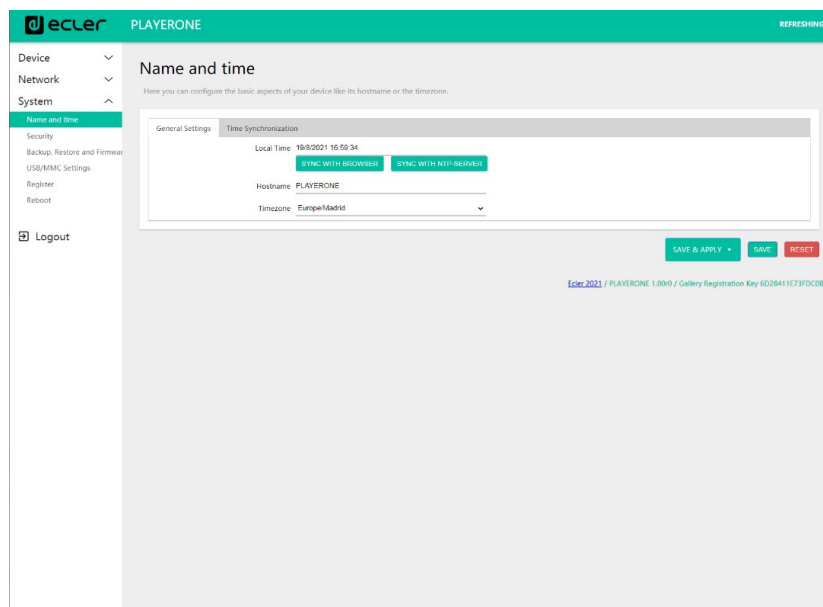 ecler
PLAYERONE
REFRESHING
Device
Network
System
Name and time
Security
Backup, Restore and Firmwar
USB/MMC Settings
Register
Reboot
Logout
Name and time
Here you can configure the basic aspects of your device like its hostname or the timezone.
General Settings Time Synchronization
Local Time 19/8/2021 16:59:34
SYNC WITH BROWSER SYNC WITH NTP-SERVER
Hostname PLAYERONE
Timezone Europe/Madrid
SAVE & APPLY SAVE RESET
Ecler 2021 / PLAYERONE 1.00r0 / Gallery Registration Key 6D28411E73FDC0B